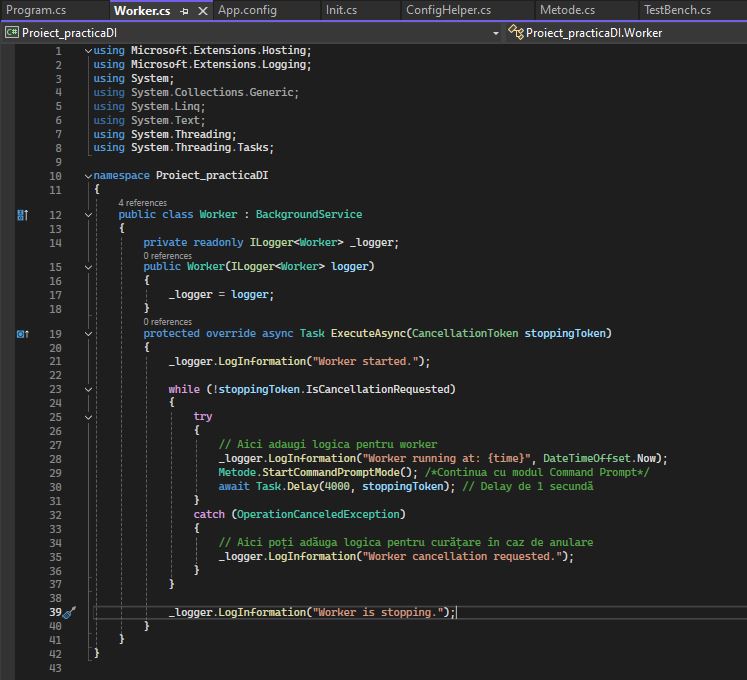 Program.cs Worker.cs App.config Init.cs ConfigHelper.cs Metode.cs TestBench.cs
C# Proiect_practicaDI Proiect_practicaDI.Worker
1 using Microsoft.Extensions.Hosting;
2 using Microsoft.Extensions.Logging;
3 using System;
4 using System.Collections.Generic;
5 using System.Linq;
6 using System.Text;
7 using System.Threading;
8 using System.Threading.Tasks;
9
10 namespace Proiect_practicaDI
11 {
4 references
12 public class Worker : BackgroundService
13 {
14 private readonly ILogger<Worker> _logger;
0 references
15 public Worker(ILogger<Worker> logger)
16 {
17 _logger = logger;
18 }
0 references
19 protected override async Task ExecuteAsync(CancellationToken stoppingToken)
20 {
21 _logger.LogInformation("Worker started.");
22
23 while (!stoppingToken.IsCancellationRequested)
24 {
25 try
26 {
27 // Aici adaugi logica pentru worker
28 _logger.LogInformation("Worker running at: {time}", DateTimeOffset.Now);
29 Metode.StartCommandPromptMode(); /*Continua cu modul Command Prompt*/
30 await Task.Delay(4000, stoppingToken); // Delay de 1 secundă
31 }
32 catch (OperationCanceledException)
33 {
34 // Aici poți adăuga logica pentru curățare în caz de anulare
35 _logger.LogInformation("Worker cancellation requested.");
36 }
37 }
38
39 _logger.LogInformation("Worker is stopping.");
40 }
41 }
42 }
43